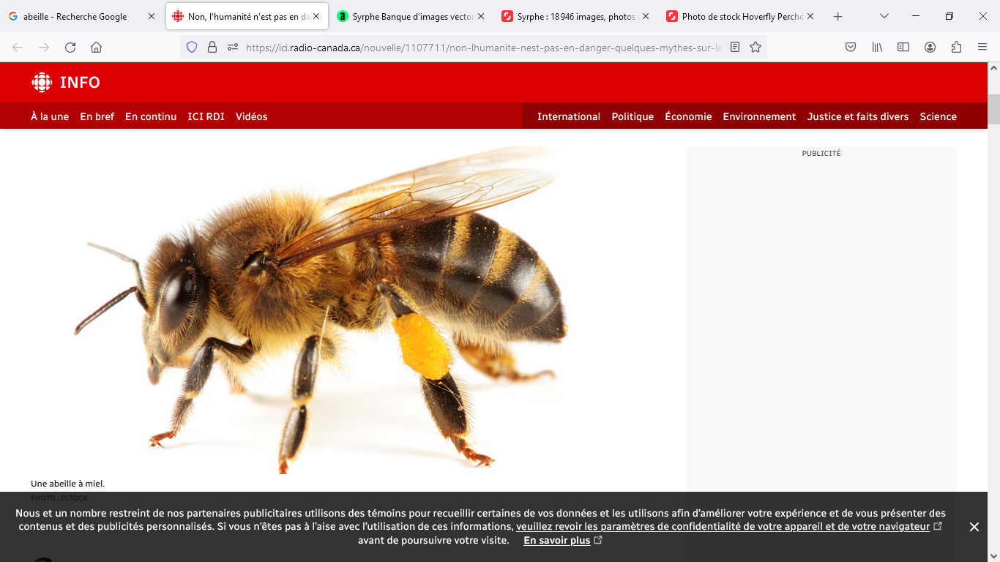 abeille - Recherche Google
Non, l'humanité n'est pas en da
Syrphe Banque d'images vector
Syrphe : 18 946 images, photos
Photo de stock Hoverfly Perche
https://ici.radio-canada.ca/nouvelle/1107711/non-lhumanite-nest-pas-en-danger-quelques-mythes-sur-le
INFO
À la une En bref En continu ICI RDI Vidéos
International Politique Économie Environnement Justice et faits divers Science
PUBLICITÉ
Une abeille à miel.
PHOTO : ISTOCK
Nous et un nombre restreint de nos partenaires publicitaires utilisons des témoins pour recueillir certaines de vos données et les utilisons afin d'améliorer votre expérience et de vous présenter des
contenus et des publicités personnalisés. Si vous n'êtes pas à l'aise avec l'utilisation de ces informations, veuillez revoir les paramètres de confidentialité de votre appareil et de votre navigateur
avant de poursuivre votre visite. En savoir plus